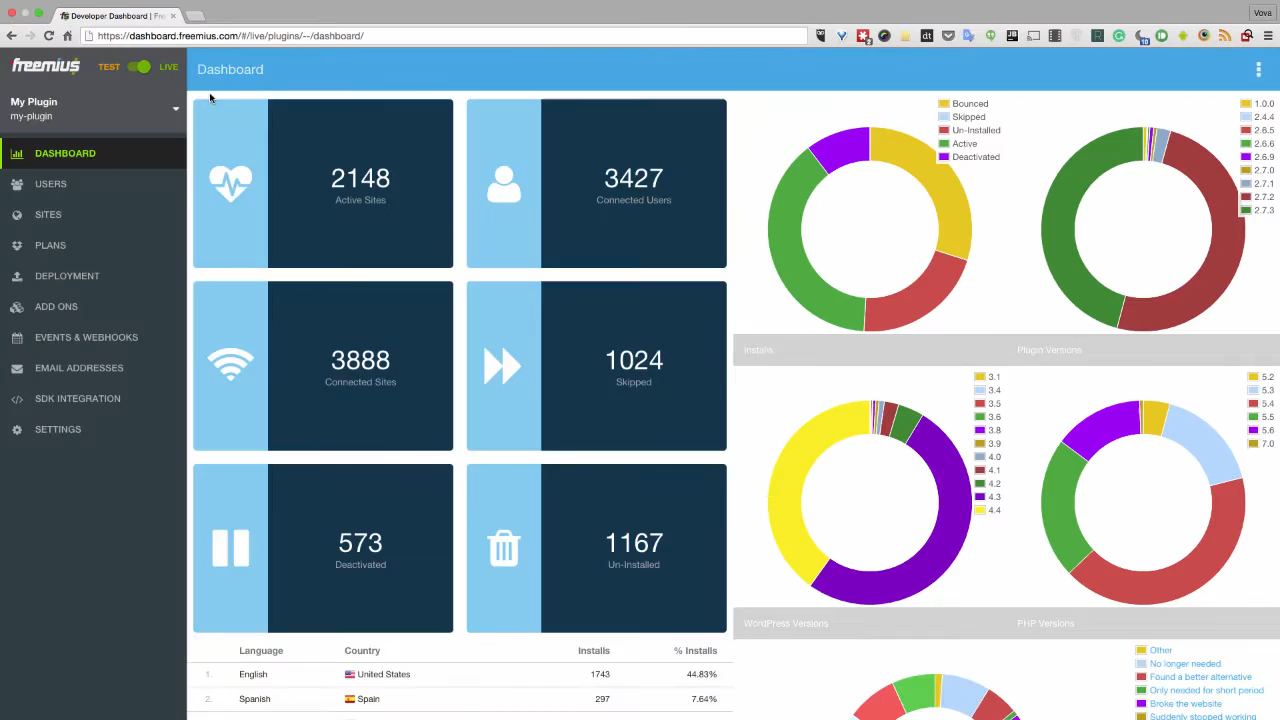 Developer Dashboard | Fre
Vova
https://dashboard.freemius.com/#/live/plugins/--/dashboard/
freemius
TEST
LIVE
My Plugin
my-plugin
DASHBOARD
USERS
SITES
PLANS
DEPLOYMENT
ADD ONS
EVENTS & WEBHOOKS
EMAIL ADDRESSES
SDK INTEGRATION
SETTINGS
Dashboard
2148
Active Sites
3427
Connected Users
3888
Connected Sites
1024
Skipped
573
Deactivated
1167
Un-Installed
Language Country Installs % Installs
1. English United States 1743 44.83%
2. Spanish Spain 297 7.64%
Bounced
Skipped
Un-Installed
Active
Deactivated
Installs
1.0.0
2.4.4
2.6.5
2.6.6
2.6.9
2.7.0
2.7.1
2.7.2
2.7.3
Plugin Versions
3.1
3.4
3.5
3.6
3.8
3.9
4.0
4.1
4.2
4.3
4.4
WordPress Versions
5.2
5.3
5.4
5.5
5.6
7.0
PHP Versions
Other
No longer needed
Found a better alternative
Only needed for short period
Broke the website
Suddenly stopped working